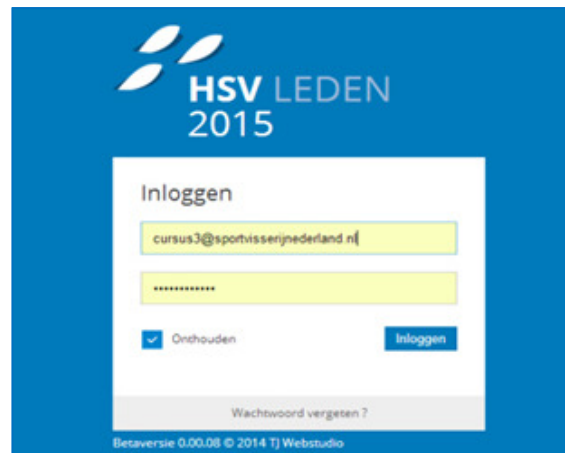 HSV LEDEN
2015
Inloggen
cursus3@sportvisserijnederland.nl
••••••••••••
Onthouden Inloggen
Wachtwoord vergeten ?
Betaversie 0.00.08 © 2014 TJ Webstudio